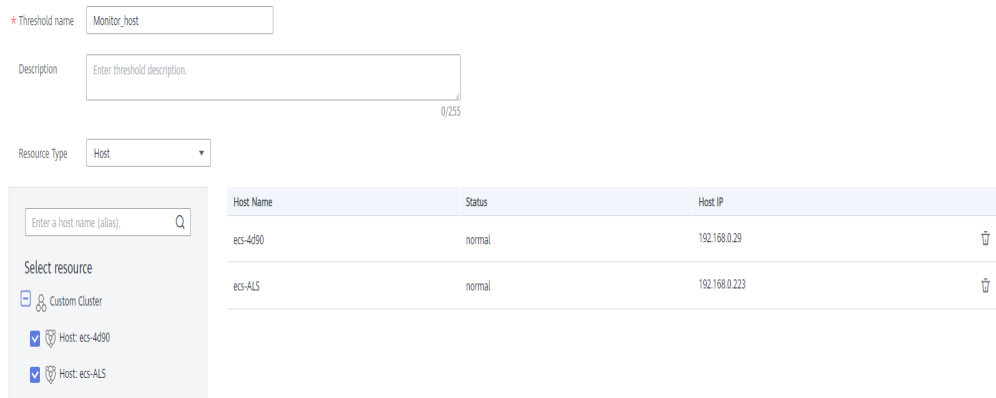 * Threshold name Monitor_host
Description Enter threshold description.
0/255
Resource Type Host
Enter a host name (alias).
Select resource
Custom Cluster
Host: ecs-4d90
Host: ecs-ALS
Host Name Status Host IP
ecs-4d90 normal 192.168.0.29
ecs-ALS normal 192.168.0.223